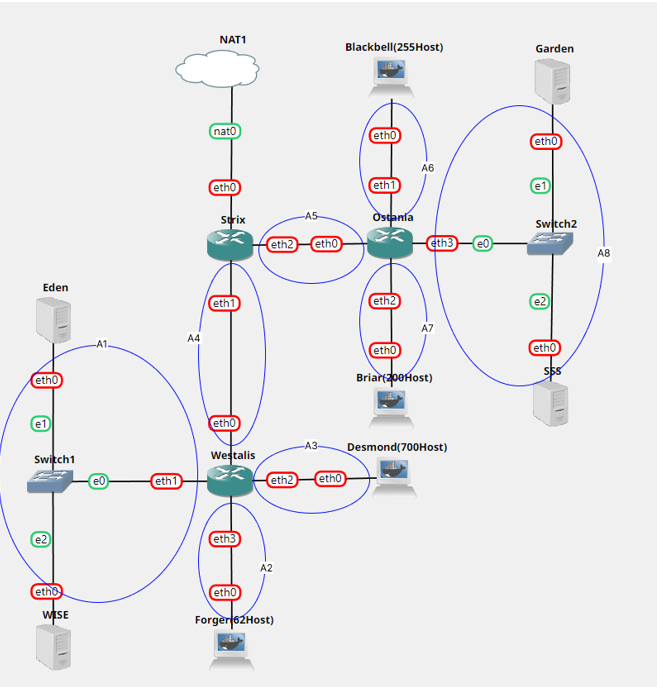 NAT1
Blackbell(255Host)
Garden
nat0
eth0
eth0
eth0
eth1
A6
e1
Strix
A5
Ostania
Switch2
eth2
eth0
eth3
e0
A8
Eden
eth1
eth2
e2
A4
A7
A1
eth0
eth0
SSS
eth0
Briar(200Host)
e1
eth0
A3
Desmond(700Host)
Switch1
Westalis
e0
eth1
eth2
eth0
e2
eth3
A2
eth0
eth0
WISE
Forger(62Host)